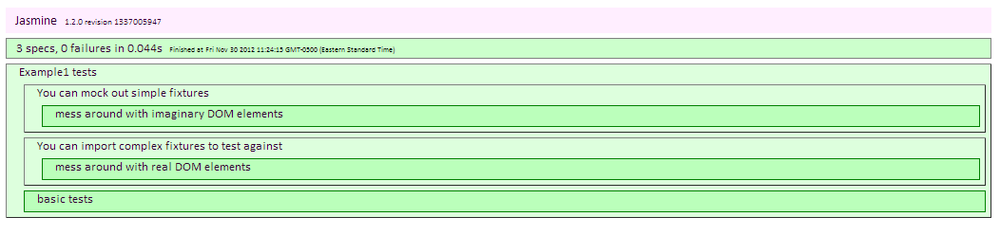 Jasmine 1.2.0 revision 1337005947
3 specs, 0 failures in 0.044s Finished at Fri Nov 30 2012 11:24:15 GMT-0500 (Eastern Standard Time)
Example1 tests
You can mock out simple fixtures
mess around with imaginary DOM elements
You can import complex fixtures to test against
mess around with real DOM elements
basic tests